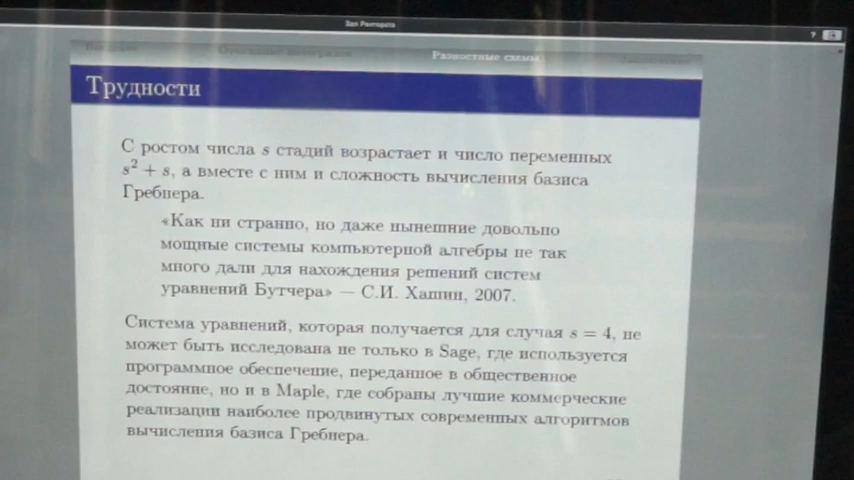 Зал Ректората
?
Разностные схемы
Трудности
С ростом числа s стадий возрастает и число переменных
s² + s, а вместе с ним и сложность вычисления базиса
Гребнера.
«Как ни странно, но даже нынешние довольно
мощные системы компьютерной алгебры не так
много дали для нахождения решений систем
уравнений Бутчера» — С.И. Хашин, 2007.
Система уравнений, которая получается для случая s = 4, не
может быть исследована не только в Sage, где используется
программное обеспечение, переданное в общественное
достояние, но и в Maple, где собраны лучшие коммерческие
реализации наиболее продвинутых современных алгоритмов
вычисления базиса Гребнера.